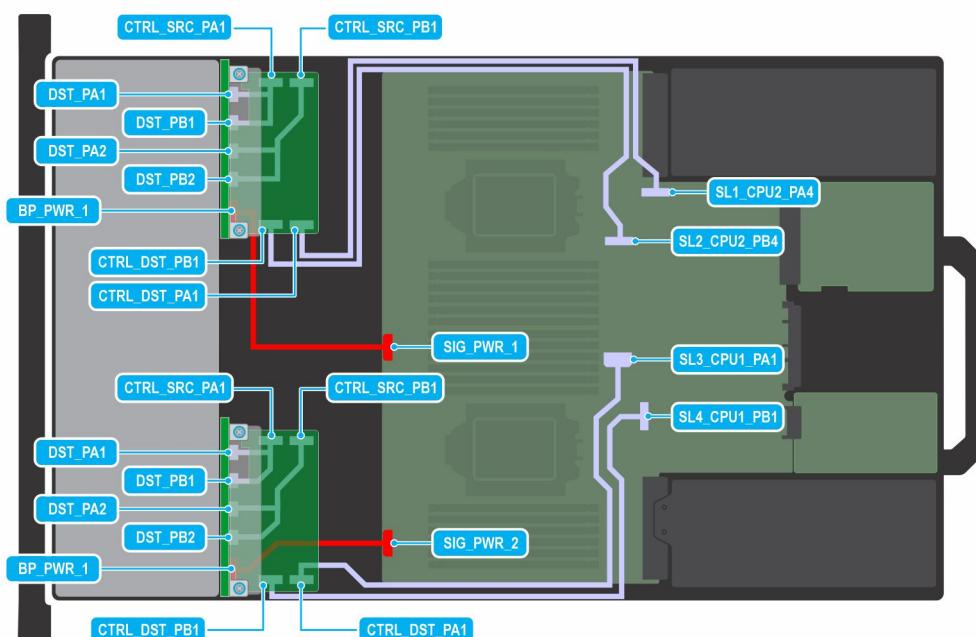 CTRL_SRC_PA1
CTRL_SRC_PB1
DST_PA1
DST_PB1
DST_PA2
DST_PB2
BP_PWR_1
CTRL_DST_PB1
CTRL_DST_PA1
SL1_CPU2_PA4
SL2_CPU2_PB4
SIG_PWR_1
SL3_CPU1_PA1
CTRL_SRC_PA1
CTRL_SRC_PB1
SL4_CPU1_PB1
DST_PA1
DST_PB1
DST_PA2
DST_PB2
SIG_PWR_2
BP_PWR_1
CTRL_DST_PB1
CTRL_DST_PA1